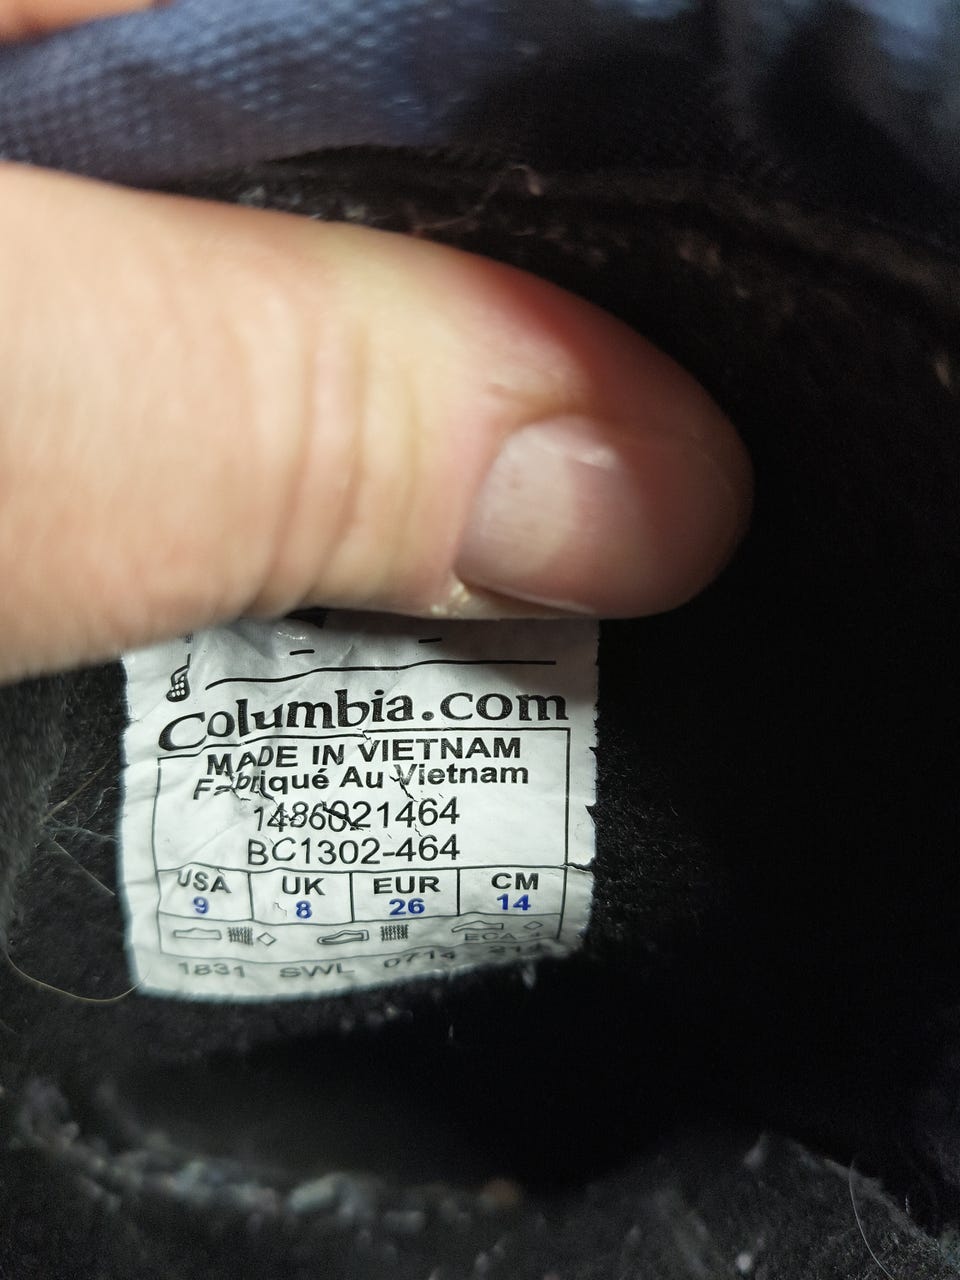 Columbia.com
MADE IN VIETNAM
Fabriqué Au Vietnam
1486021464
BC1302-464
USA UK EUR CM
9 8 26 14
1831 SWL 0714